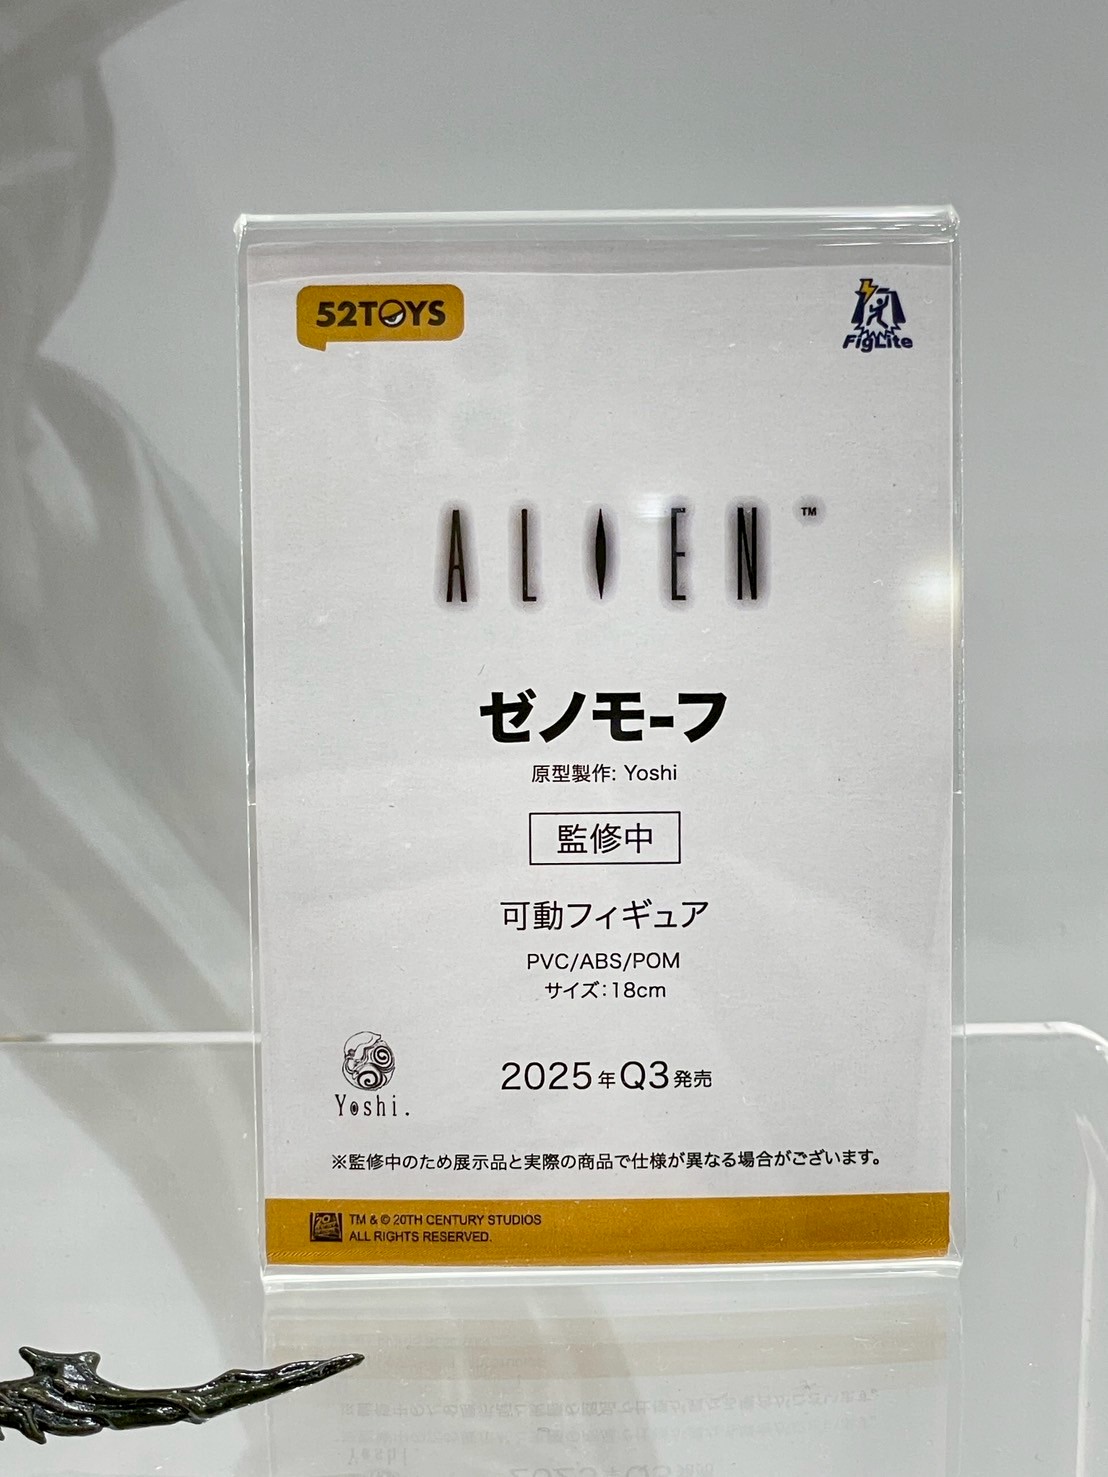 52TOYS
FigLite
ALIEN™
ゼノモーフ
原型製作: Yoshi
監修中
可動フィギュア
PVC/ABS/POM
サイズ:18cm
2025年Q3発売
Yoshi.
※監修中のため展示品と実際の商品で仕様が異なる場合がございます。
TM & © 20TH CENTURY STUDIOS
ALL RIGHTS RESERVED.